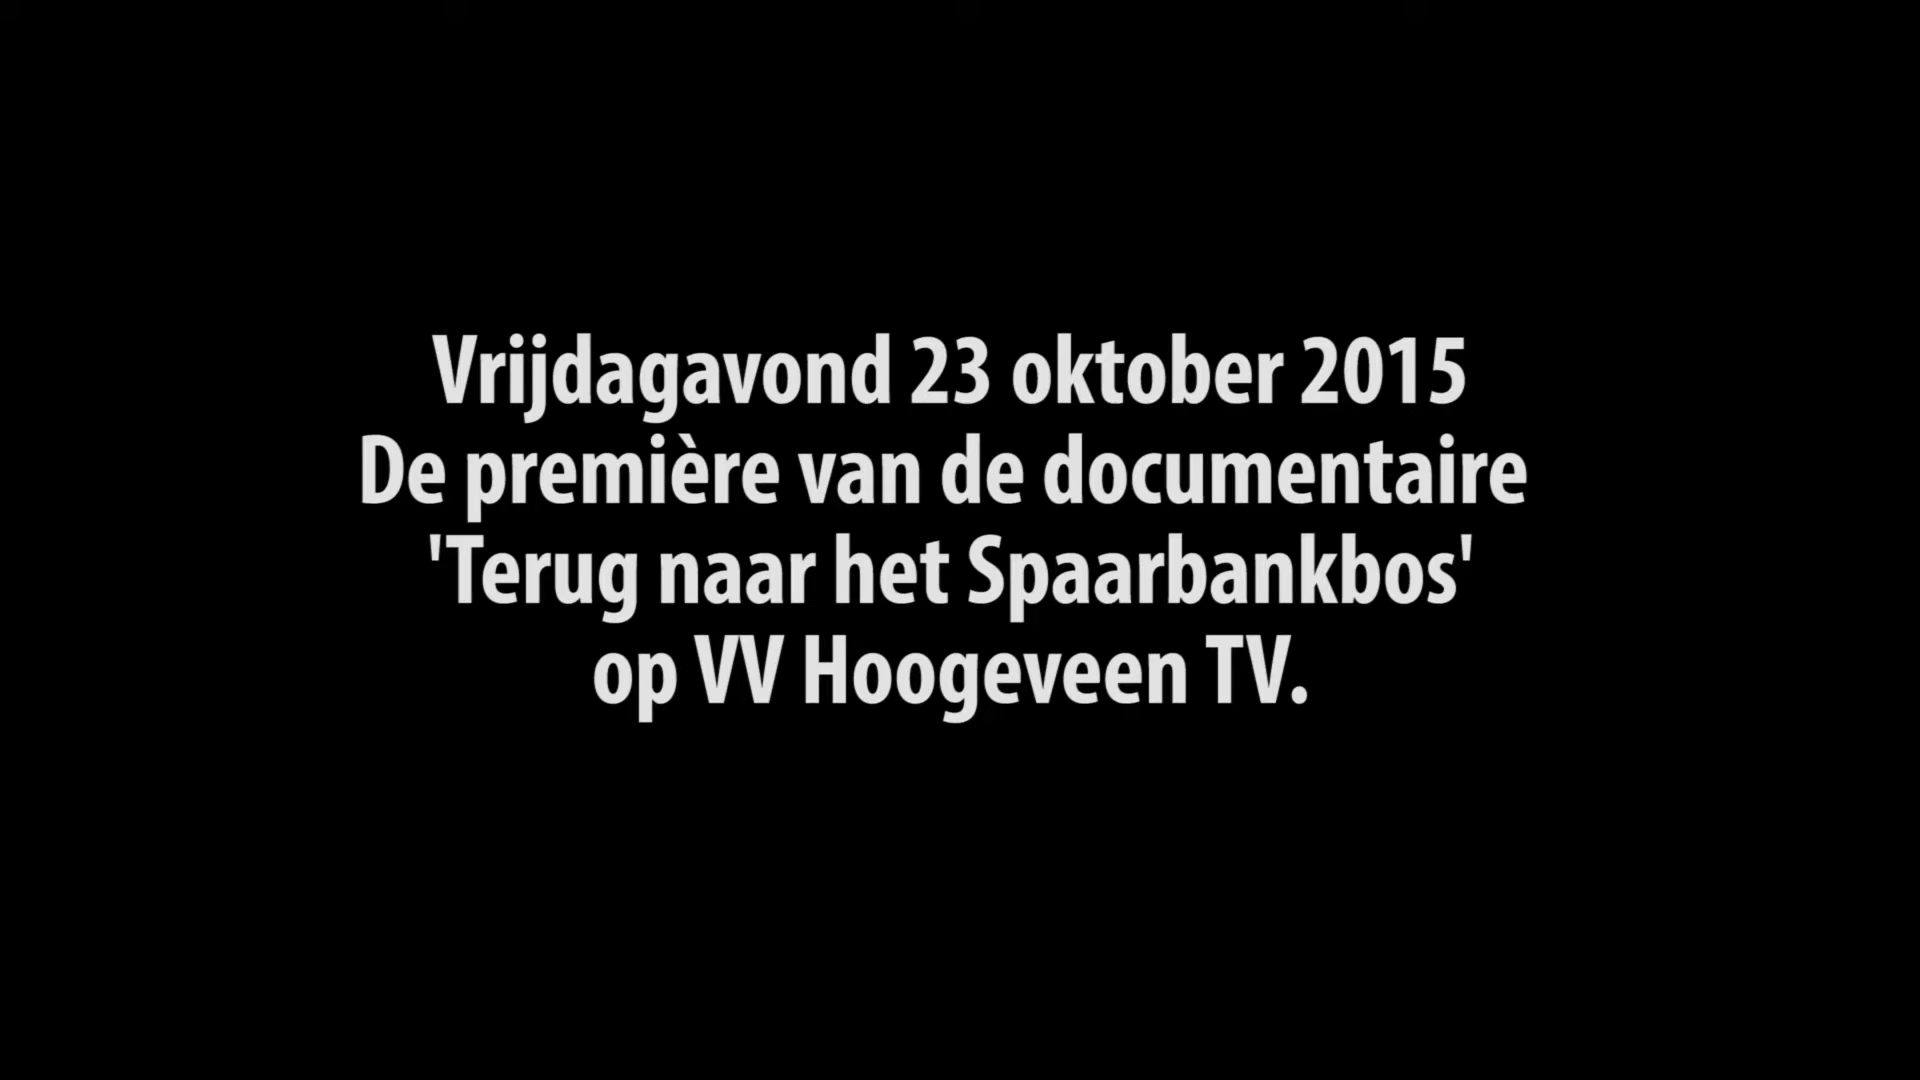 Vrijdagavond 23 oktober 2015
De première van de documentaire
'Terug naar het Spaarbankbos'
op VV Hoogeveen TV.